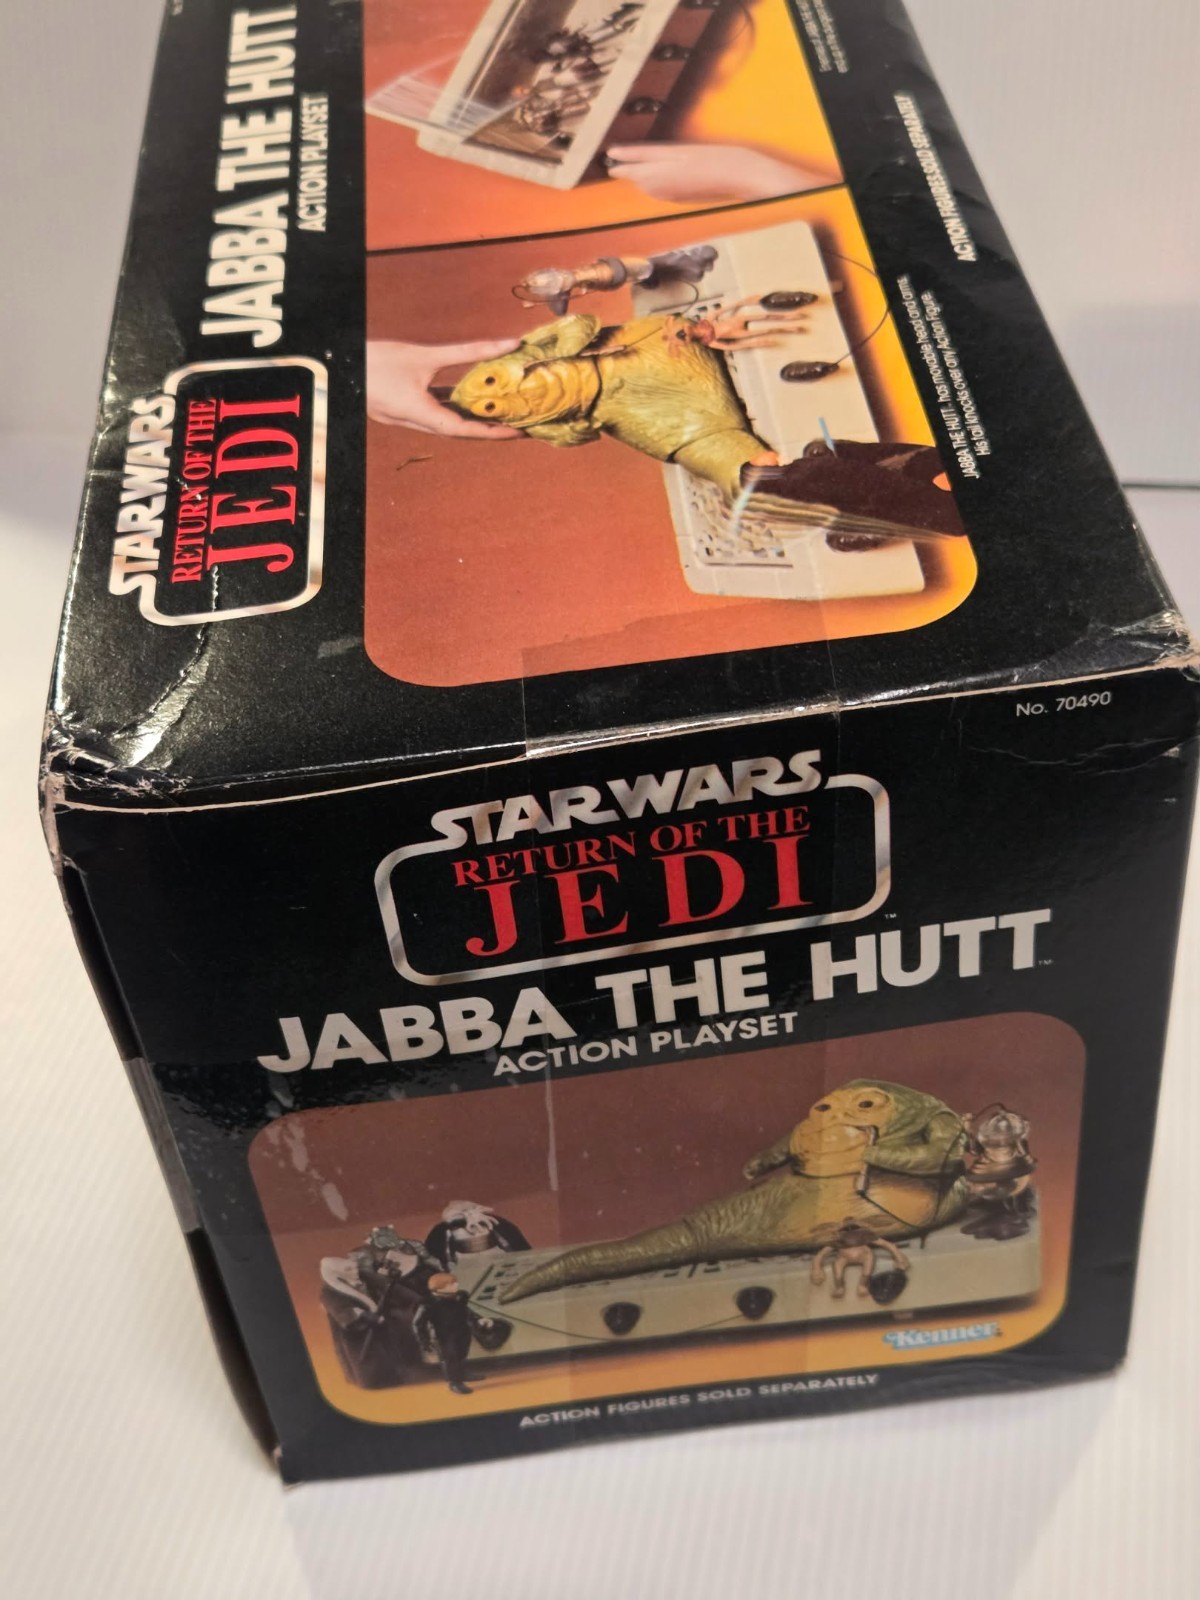 JABBA THE HUTT
ACTION PLAYSET
STAR WARS
RETURN OF THE
JEDI
ACTION FIGURES SOLD SEPARATELY
JABBA THE HUTT - has movable head and arms.
His tail knocks over any Action Figure.
No. 70490
STAR WARS
RETURN OF THE
JEDI™
JABBA THE HUTT™
ACTION PLAYSET
Kenner
ACTION FIGURES SOLD SEPARATELY